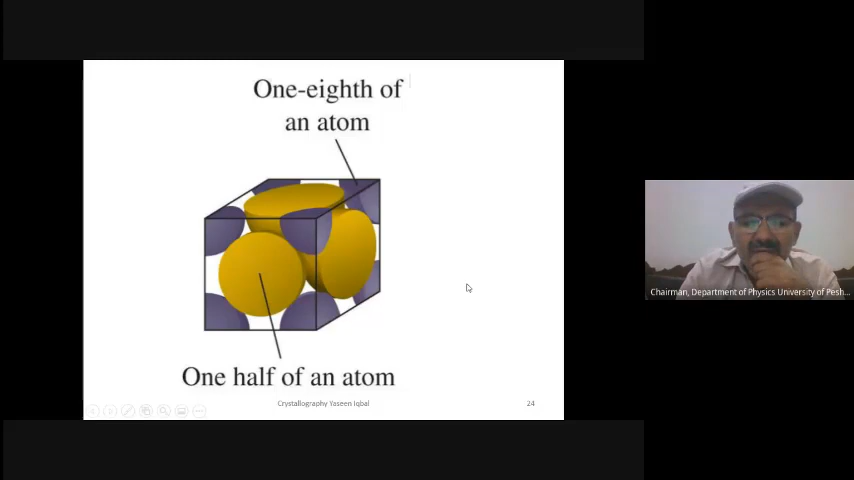 One-eighth of
an atom
One half of an atom
Crystallography Yaseen Iqbal
24
Chairman, Department of Physics University of Pesh...